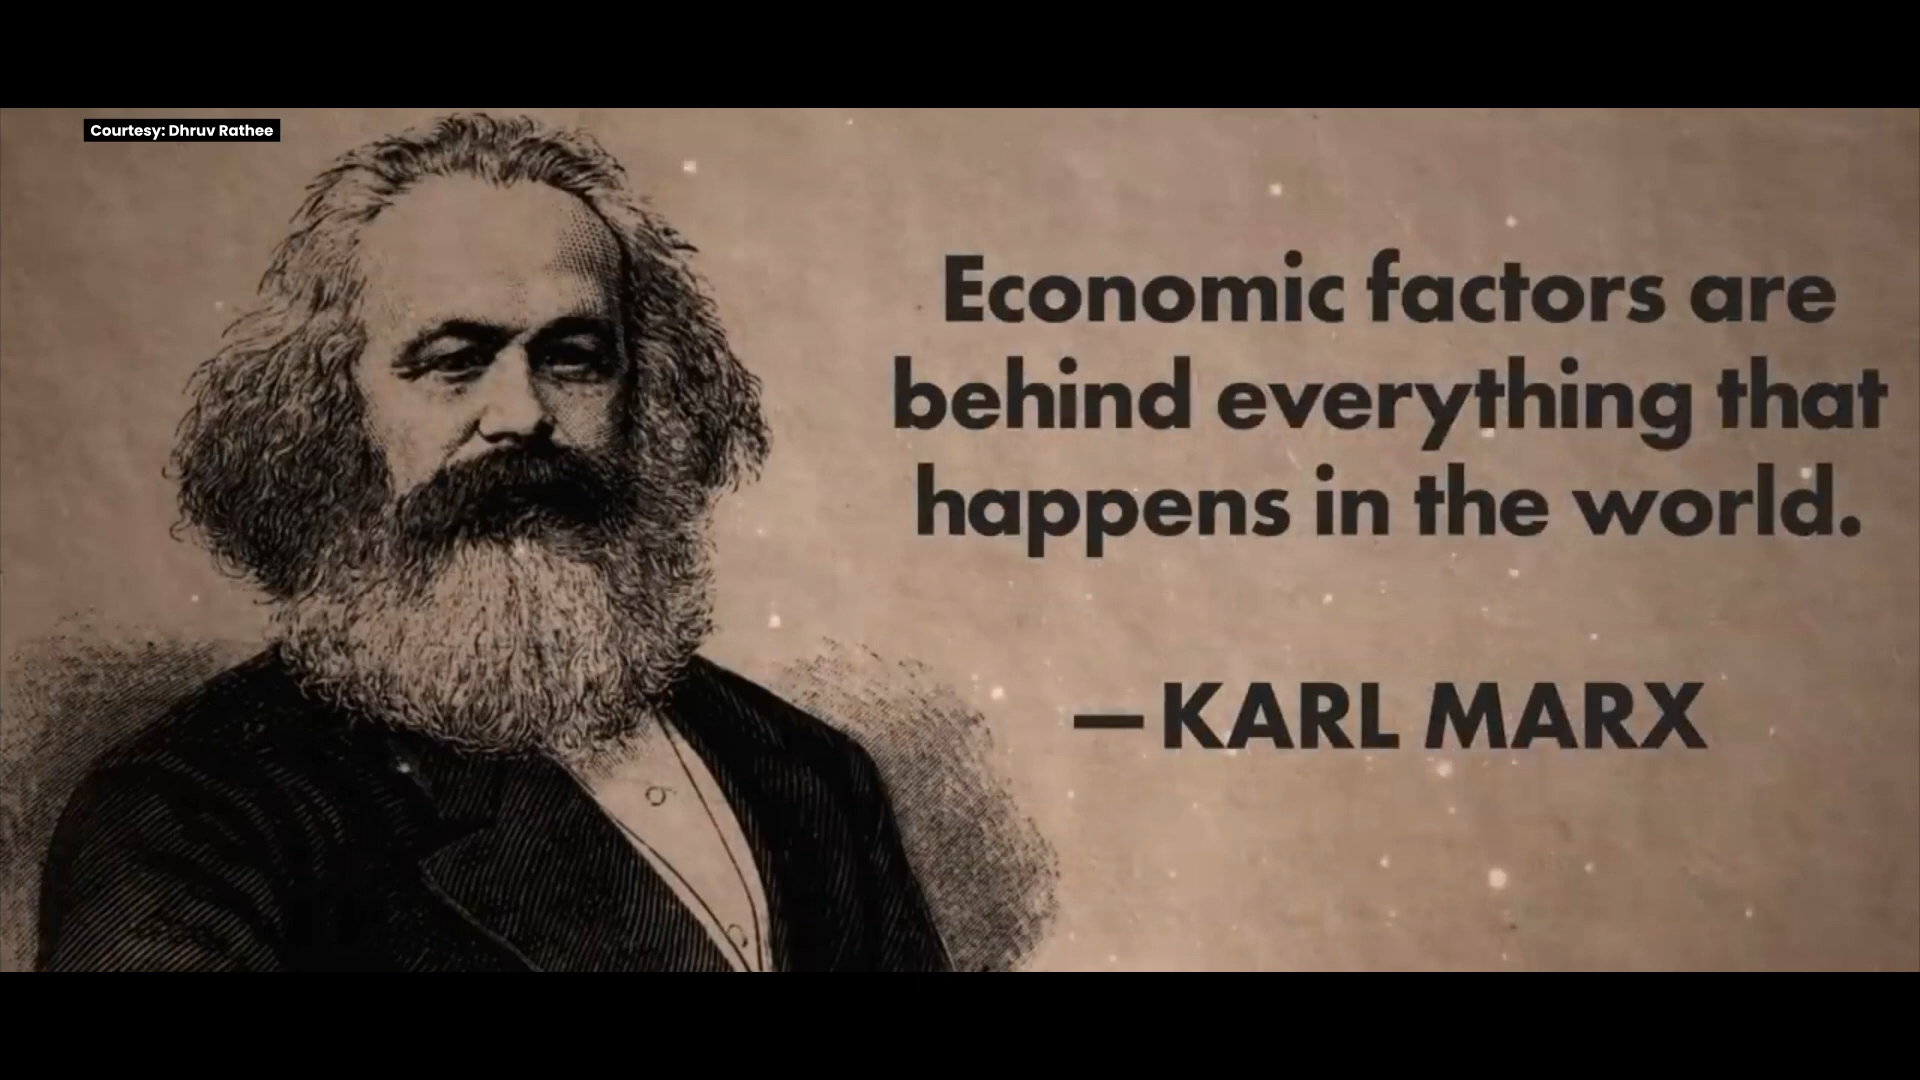 Courtesy: Dhruv Rathee
Economic factors are
behind everything that
happens in the world.
— KARL MARX